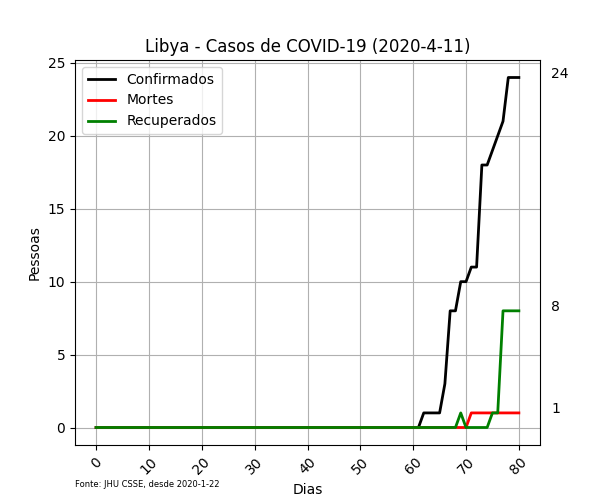 Libya - Casos de COVID-19 (2020-4-11)
Confirmados
Mortes
Recuperados
Pessoas
25
20
15
10
5
0
24
8
1
0 10 20 30 40 50 60 70 80
Dias
Fonte: JHU CSSE, desde 2020-1-22